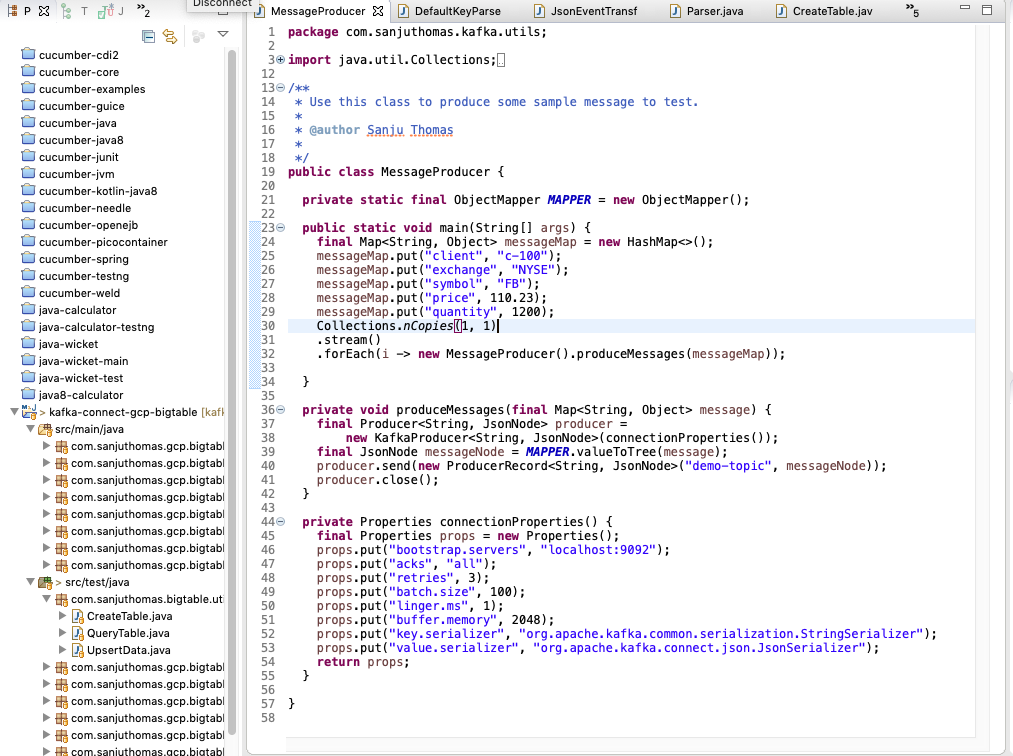 Disconnect
P T J 2
MessageProducer DefaultKeyParse JsonEventTransf Parser.java CreateTable.jav 5
cucumber-cdi2
cucumber-core
cucumber-examples
cucumber-guice
cucumber-java
cucumber-java8
cucumber-junit
cucumber-jvm
cucumber-kotlin-java8
cucumber-needle
cucumber-openejb
cucumber-picocontainer
cucumber-spring
cucumber-testng
cucumber-weld
java-calculator
java-calculator-testng
java-wicket
java-wicket-main
java-wicket-test
java8-calculator
> kafka-connect-gcp-bigtable [kafk
src/main/java
com.sanjuthomas.gcp.bigtabl
com.sanjuthomas.gcp.bigtabl
com.sanjuthomas.gcp.bigtabl
com.sanjuthomas.gcp.bigtabl
com.sanjuthomas.gcp.bigtabl
com.sanjuthomas.gcp.bigtabl
com.sanjuthomas.gcp.bigtabl
com.sanjuthomas.gcp.bigtabl
> src/test/java
com.sanjuthomas.bigtable.uti
CreateTable.java
QueryTable.java
UpsertData.java
com.sanjuthomas.gcp.bigtabl
com.sanjuthomas.gcp.bigtabl
com.sanjuthomas.gcp.bigtabl
com.sanjuthomas.gcp.bigtabl
com.sanjuthomas.gcp.bigtabl
com.sanjuthomas.gcp.bigtabl
1 package com.sanjuthomas.kafka.utils;
2
3 import java.util.Collections;
12
13 /**
14 * Use this class to produce some sample message to test.
15 *
16 * @author Sanju Thomas
17 *
18 */
19 public class MessageProducer {
20
21 private static final ObjectMapper MAPPER = new ObjectMapper();
22
23 public static void main(String[] args) {
24 final Map<String, Object> messageMap = new HashMap<>();
25 messageMap.put("client", "c-100");
26 messageMap.put("exchange", "NYSE");
27 messageMap.put("symbol", "FB");
28 messageMap.put("price", 110.23);
29 messageMap.put("quantity", 1200);
30 Collections.nCopies(1, 1)
31 .stream()
32 .forEach(i -> new MessageProducer().produceMessages(messageMap));
33
34 }
35
36 private void produceMessages(final Map<String, Object> message) {
37 final Producer<String, JsonNode> producer =
38 new KafkaProducer<String, JsonNode>(connectionProperties());
39 final JsonNode messageNode = MAPPER.valueToTree(message);
40 producer.send(new ProducerRecord<String, JsonNode>("demo-topic", messageNode));
41 producer.close();
42 }
43
44 private Properties connectionProperties() {
45 final Properties props = new Properties();
46 props.put("bootstrap.servers", "localhost:9092");
47 props.put("acks", "all");
48 props.put("retries", 3);
49 props.put("batch.size", 100);
50 props.put("linger.ms", 1);
51 props.put("buffer.memory", 2048);
52 props.put("key.serializer", "org.apache.kafka.common.serialization.StringSerializer");
53 props.put("value.serializer", "org.apache.kafka.connect.json.JsonSerializer");
54 return props;
55 }
56
57 }
58